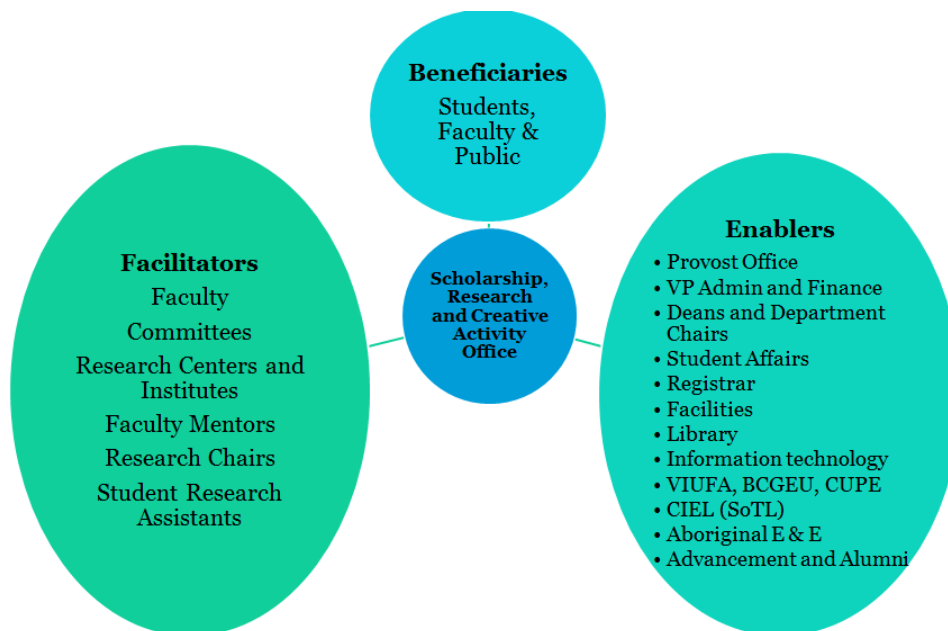 Beneficiaries
Students,
Faculty &
Public
Facilitators
Faculty
Committees
Research Centers and
Institutes
Faculty Mentors
Research Chairs
Student Research
Assistants
Scholarship,
Research
and Creative
Activity
Office
Enablers
• Provost Office
• VP Admin and Finance
• Deans and Department
Chairs
• Student Affairs
• Registrar
• Facilities
• Library
• Information technology
• VIUFA, BCGEU, CUPE
• CIEL (SoTL)
• Aboriginal E & E
• Advancement and Alumni